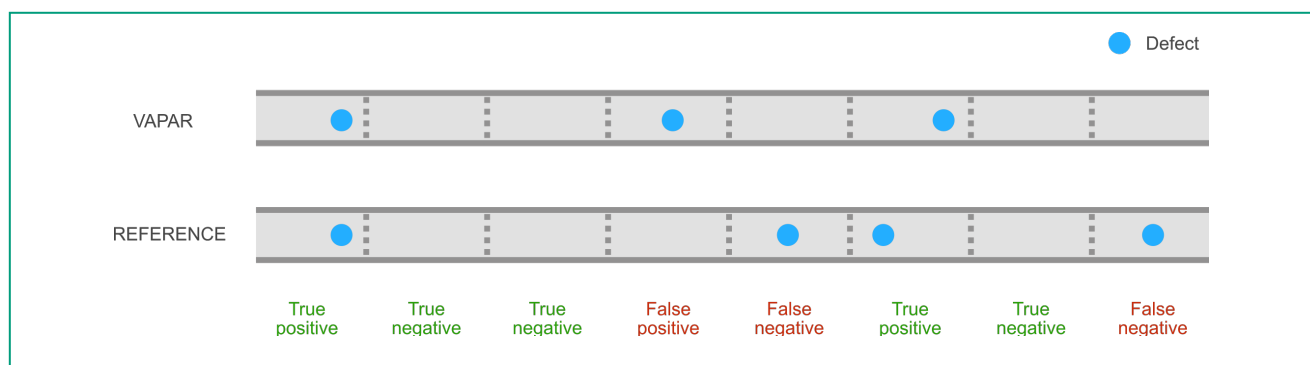 Defect
VAPAR
REFERENCE
True
positive
True
negative
True
negative
False
positive
False
negative
True
positive
True
negative
False
negative